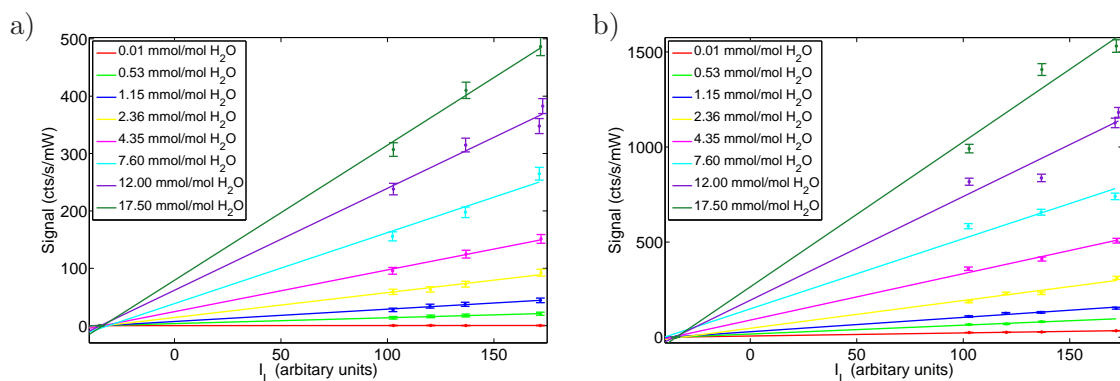 a)
500
400
300
200
100
0
Signal (cts/s/mW)
0.01 mmol/mol H2O
0.53 mmol/mol H2O
1.15 mmol/mol H2O
2.36 mmol/mol H2O
4.35 mmol/mol H2O
7.60 mmol/mol H2O
12.00 mmol/mol H2O
17.50 mmol/mol H2O
0 50 100 150
IL (arbitary units)
b)
1500
1000
500
0
Signal (cts/s/mW)
0.01 mmol/mol H2O
0.53 mmol/mol H2O
1.15 mmol/mol H2O
2.36 mmol/mol H2O
4.35 mmol/mol H2O
7.60 mmol/mol H2O
12.00 mmol/mol H2O
17.50 mmol/mol H2O
0 50 100 150
IL (arbitary units)